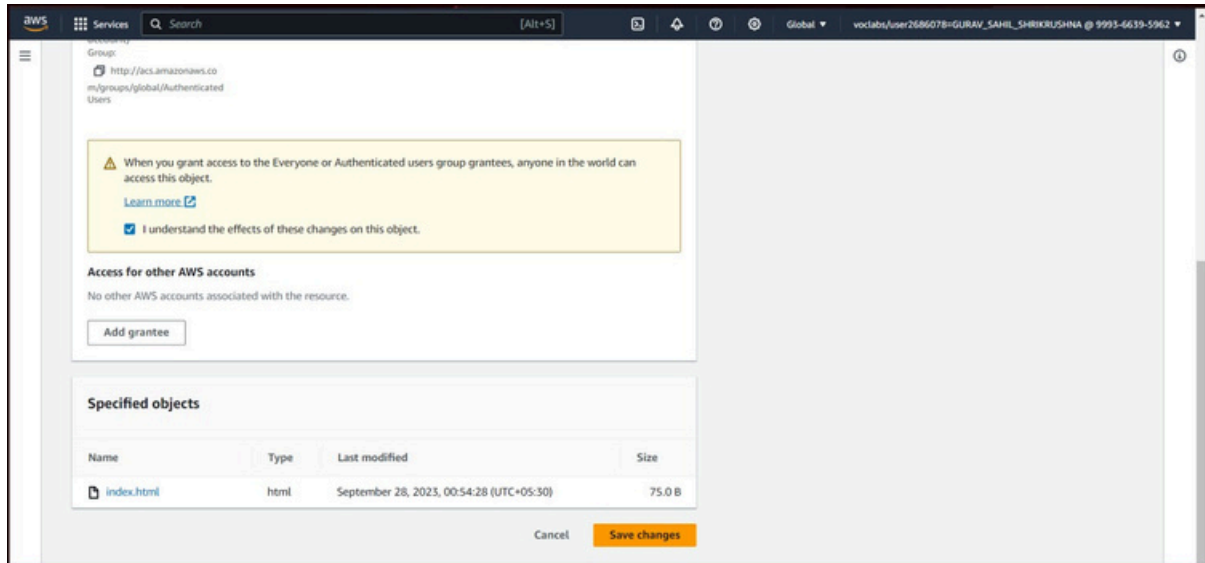 aws
Services
Search
[Alt+S]
Global
voclabs/user2686078=GURAV_SAHIL_SHRIKRUSHNA @ 9993-6639-5962
account)
Group:
http://acs.amazonaws.co
m/groups/global/Authenticated
Users
When you grant access to the Everyone or Authenticated users group grantees, anyone in the world can
access this object.
Learn more
I understand the effects of these changes on this object.
Access for other AWS accounts
No other AWS accounts associated with the resource.
Add grantee
Specified objects
Name Type Last modified Size
index.html html September 28, 2023, 00:54:28 (UTC+05:30) 75.0 B
Cancel Save changes